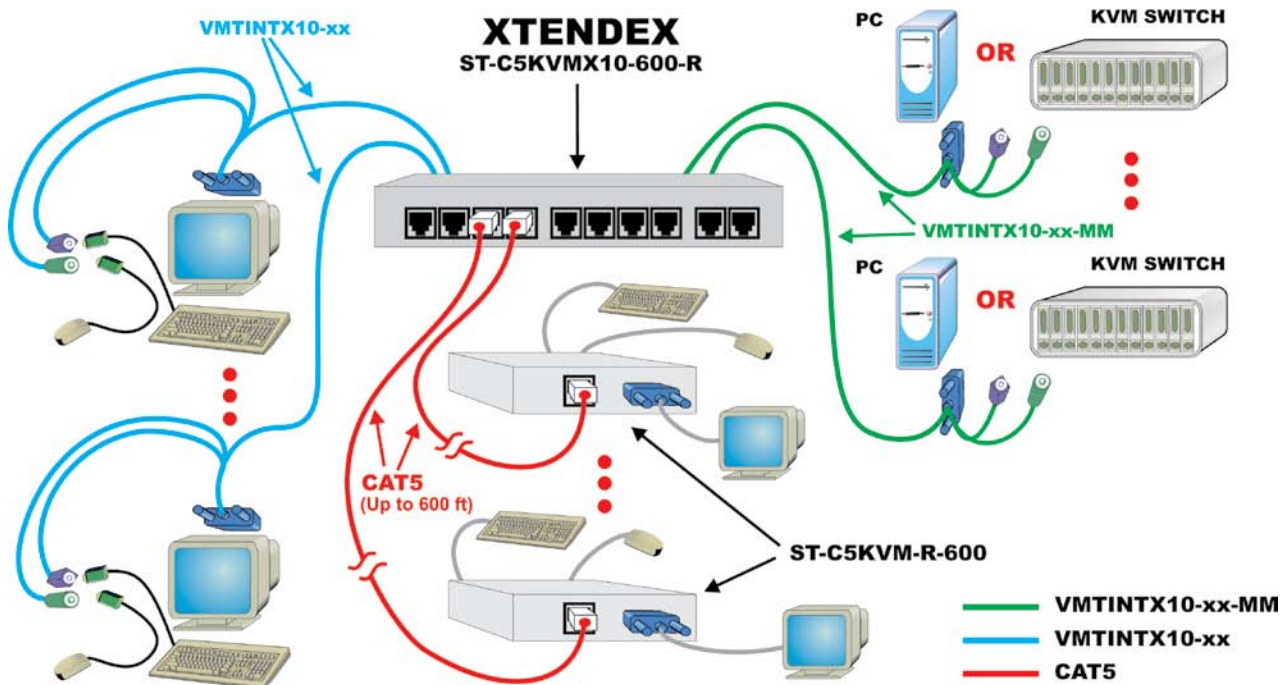 VMTINTX10-xx
XTENDEX
ST-C5KVMX10-600-R
PC
OR
KVM SWITCH
VMTINTX10-xx-MM
PC
OR
KVM SWITCH
CAT5
(Up to 600 ft)
ST-C5KVM-R-600
VMTINTX10-xx-MM
VMTINTX10-xx
CAT5